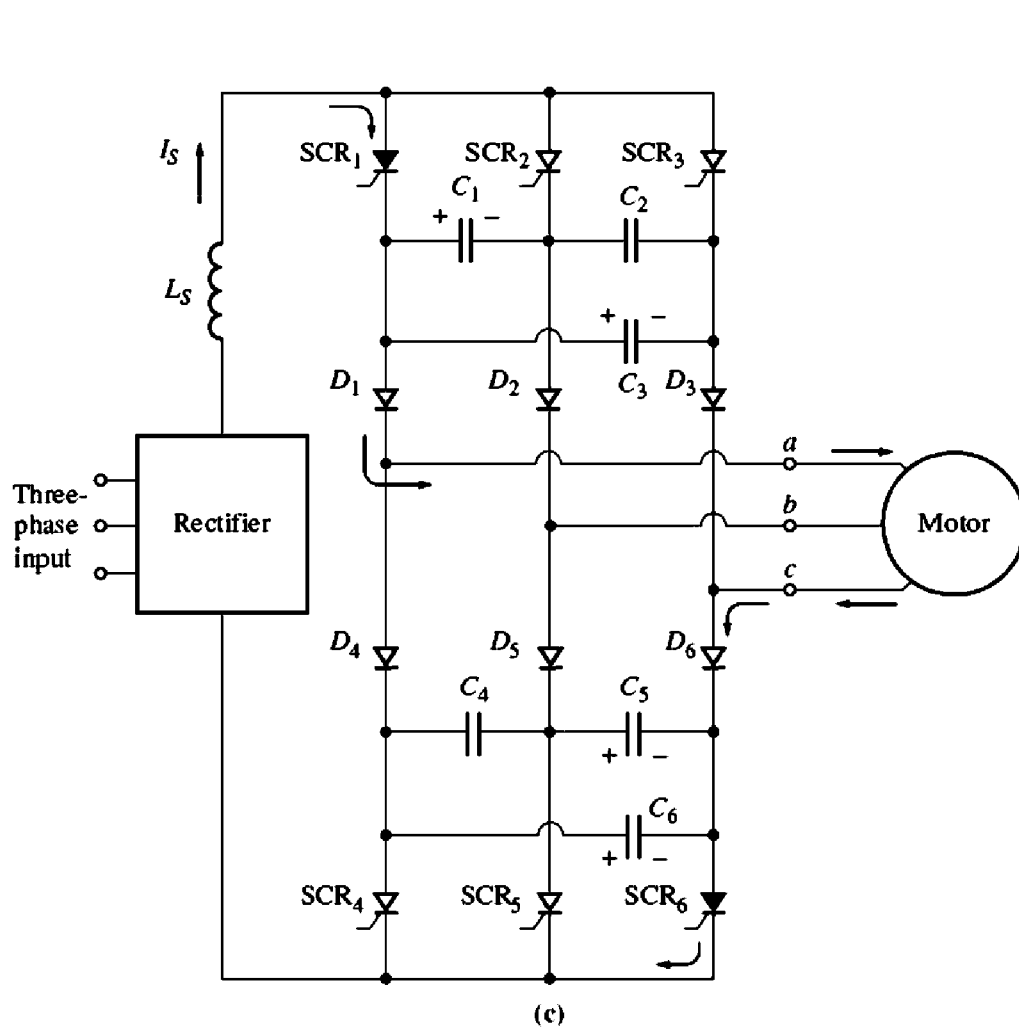 I_S
SCR_1
SCR_2
SCR_3
C_1
C_2
+ −
L_S
+ −
C_3
D_1
D_2
D_3
a
Three-
phase
input
Rectifier
b
Motor
c
D_4
D_5
D_6
C_4
C_5
+ −
C_6
+ −
SCR_4
SCR_5
SCR_6
(c)